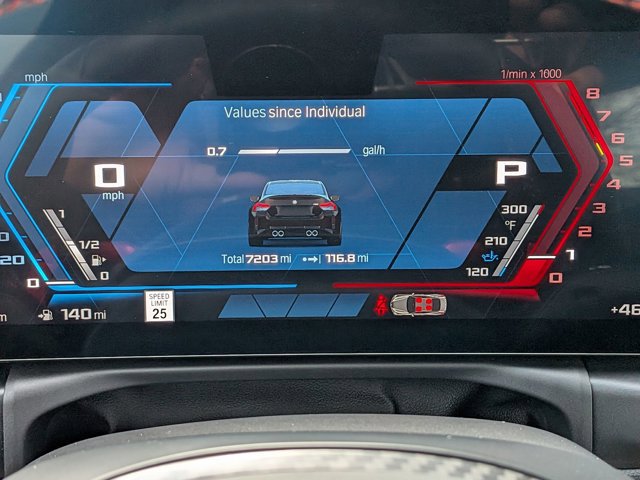 mph
1/min x 1000
Values since Individual
0.7 gal/h
0
mph
P
8
7
6
5
4
3
2
1
0
1
1/2
0
300
°F
210
120
20
0
Total 7203 mi 116.8 mi
140 mi
SPEED
LIMIT
25
+46